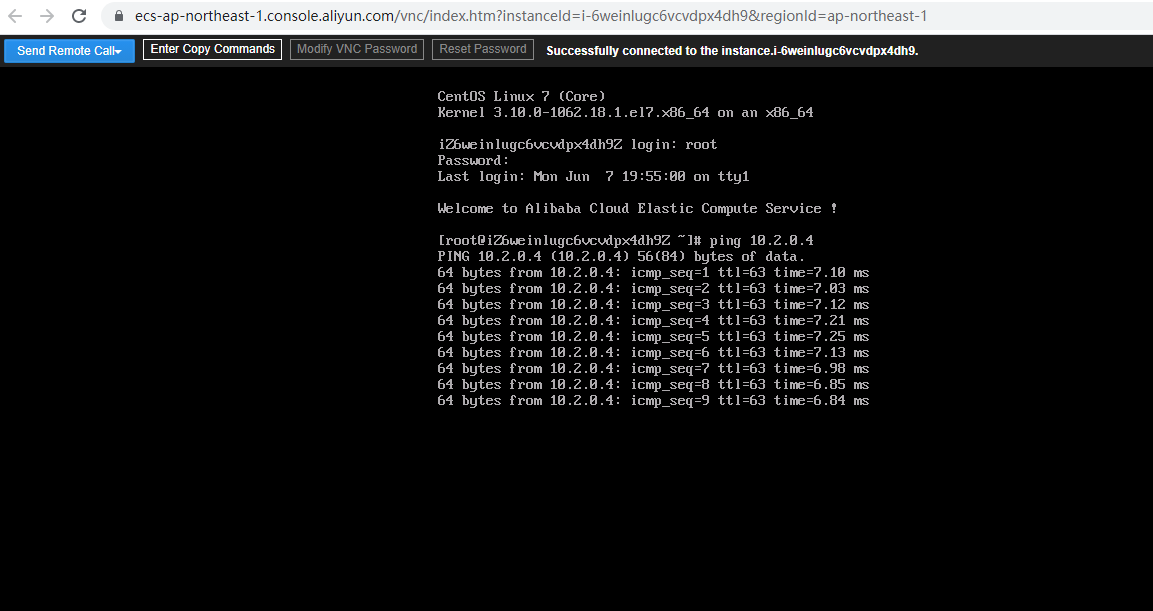 ecs-ap-northeast-1.console.aliyun.com/vnc/index.htm?instanceId=i-6weinlugc6vcvdpx4dh9&regionId=ap-northeast-1
Send Remote Call Enter Copy Commands Modify VNC Password Reset Password Successfully connected to the instance.i-6weinlugc6vcvdpx4dh9.
CentOS Linux 7 (Core)
Kernel 3.10.0-1062.18.1.el7.x86_64 on an x86_64
iZ6weinlugc6vcvdpx4dh9Z login: root
Password:
Last login: Mon Jun  7 19:55:00 on tty1
Welcome to Alibaba Cloud Elastic Compute Service !
[root@iZ6weinlugc6vcvdpx4dh9Z ~]# ping 10.2.0.4
PING 10.2.0.4 (10.2.0.4) 56(84) bytes of data.
64 bytes from 10.2.0.4: icmp_seq=1 ttl=63 time=7.10 ms
64 bytes from 10.2.0.4: icmp_seq=2 ttl=63 time=7.03 ms
64 bytes from 10.2.0.4: icmp_seq=3 ttl=63 time=7.12 ms
64 bytes from 10.2.0.4: icmp_seq=4 ttl=63 time=7.21 ms
64 bytes from 10.2.0.4: icmp_seq=5 ttl=63 time=7.25 ms
64 bytes from 10.2.0.4: icmp_seq=6 ttl=63 time=7.13 ms
64 bytes from 10.2.0.4: icmp_seq=7 ttl=63 time=6.98 ms
64 bytes from 10.2.0.4: icmp_seq=8 ttl=63 time=6.85 ms
64 bytes from 10.2.0.4: icmp_seq=9 ttl=63 time=6.84 ms